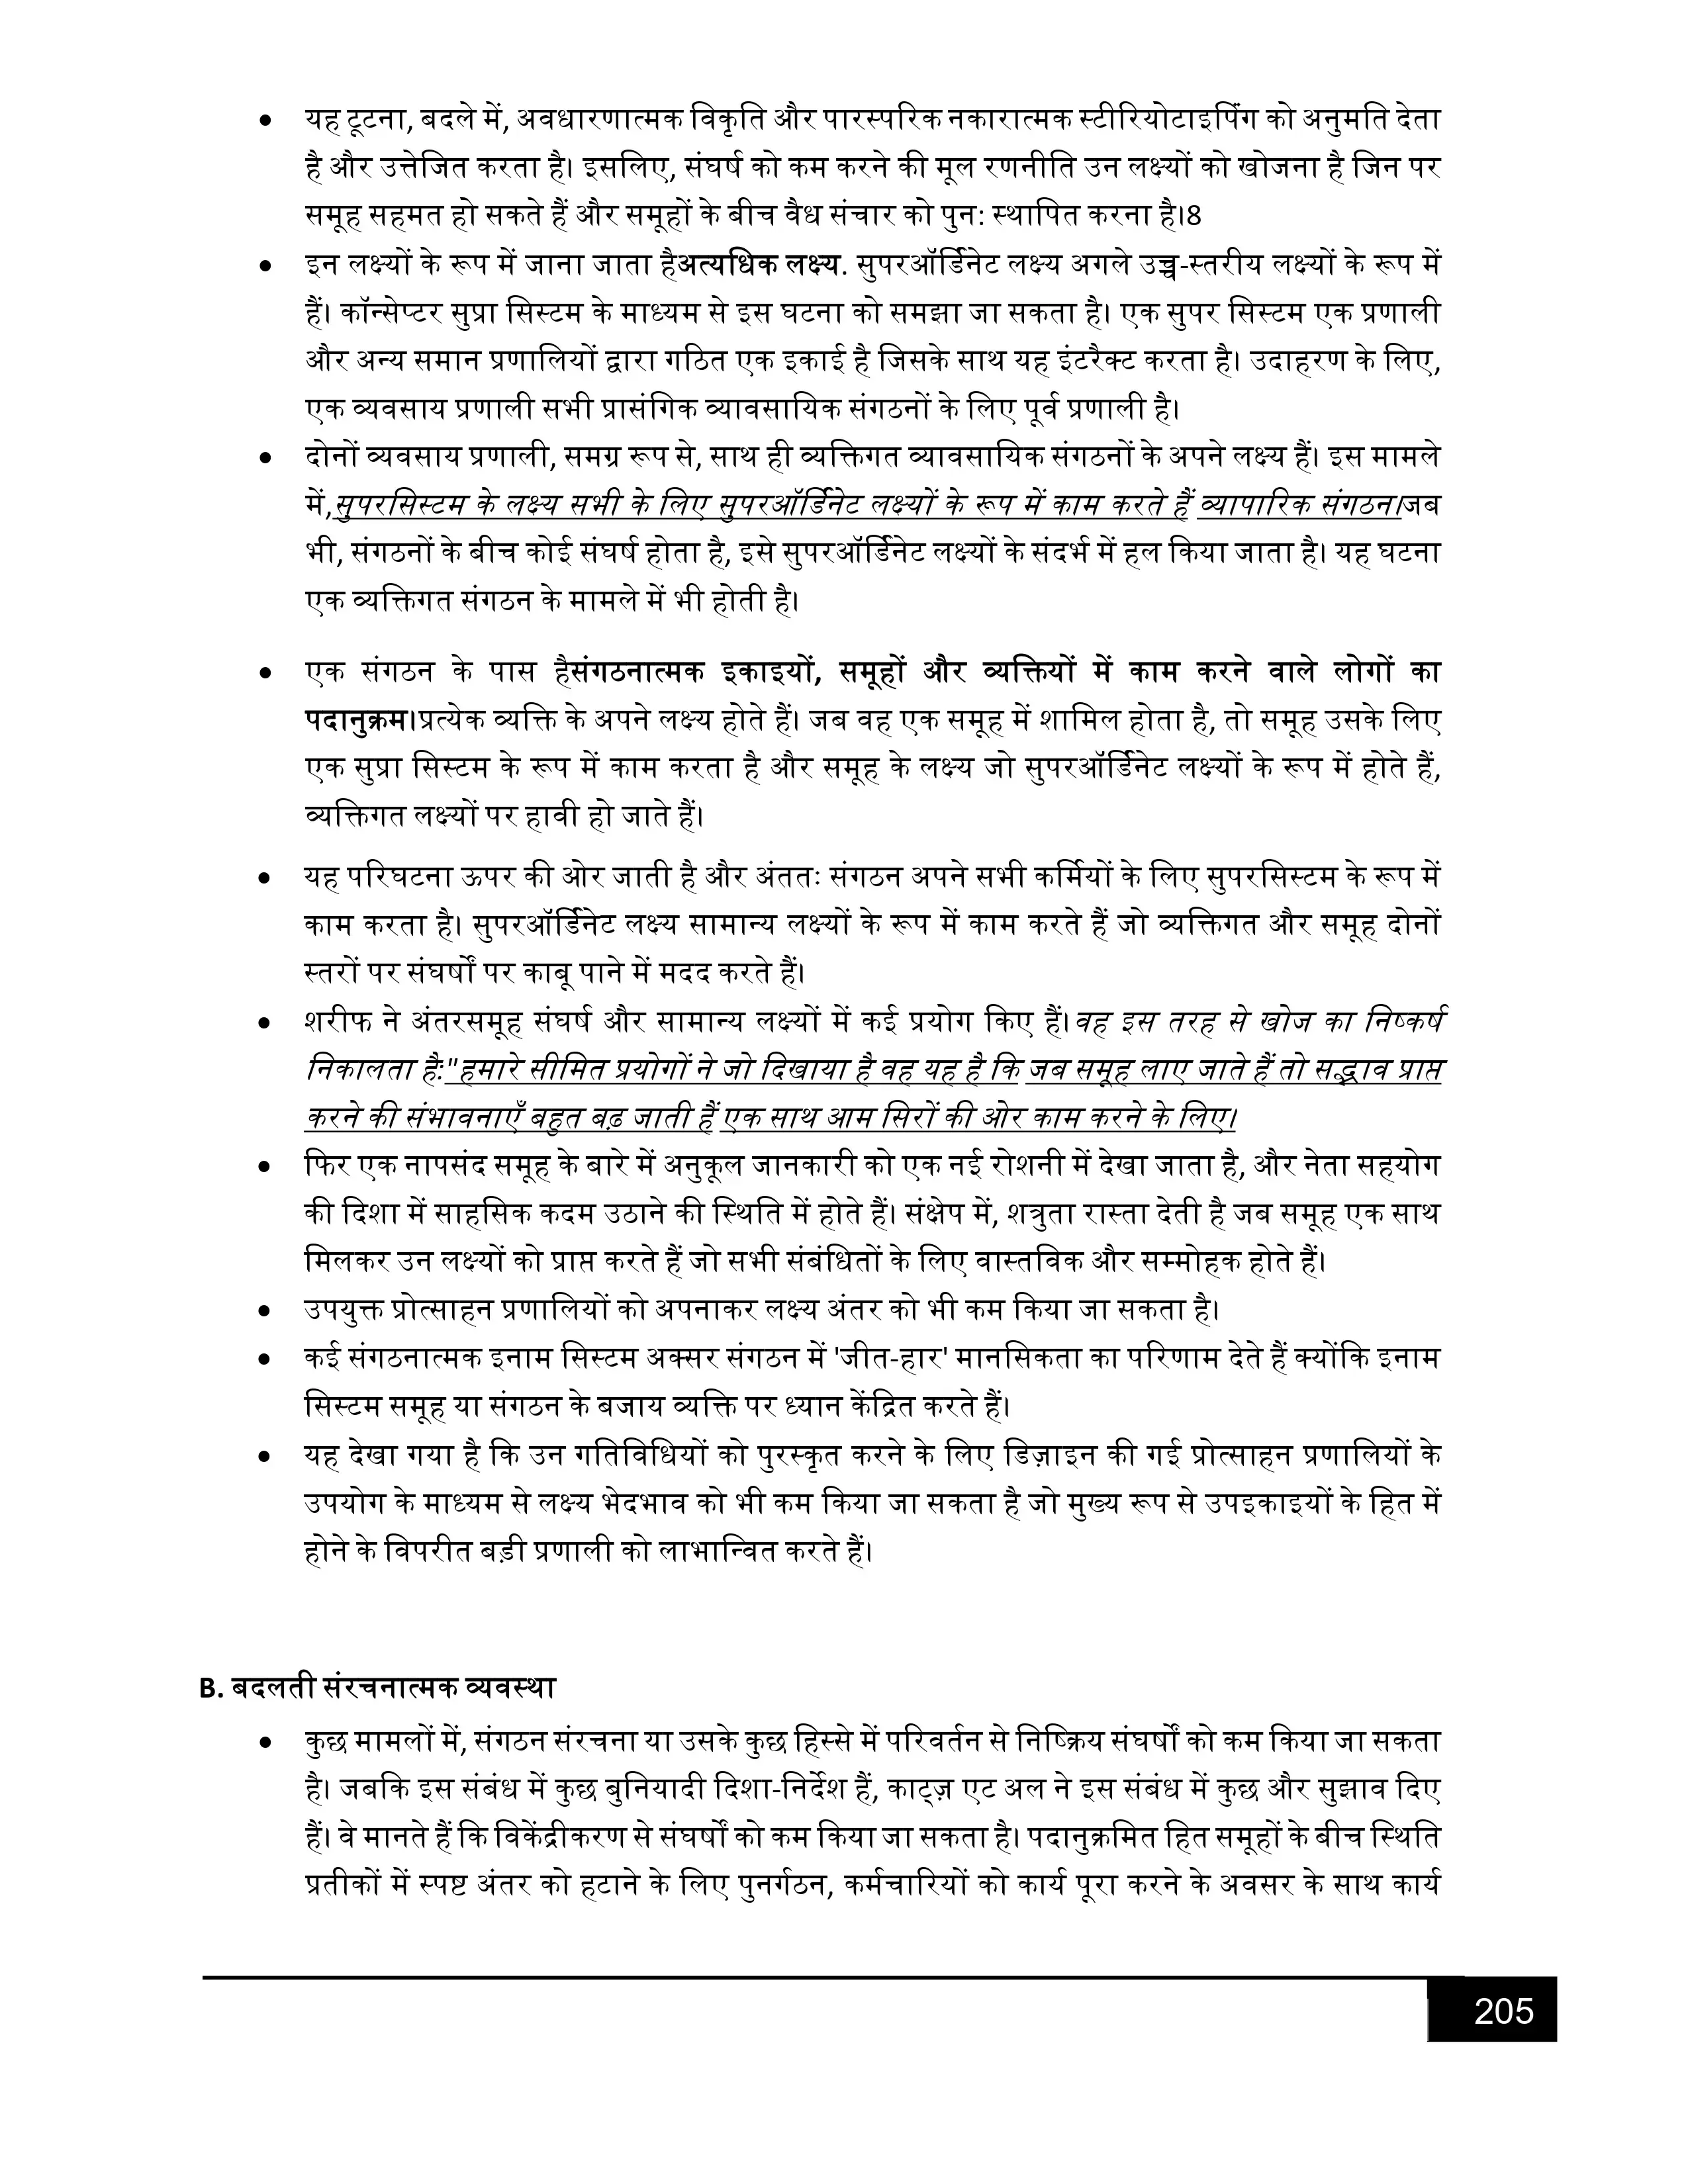 • यह टूटना, बदले में, अवधारणात्मक विकृति और पारस्परिक नकारात्मक स्टीरियोटाइपिंग को अनुमति देता
है और उत्तेजित करता है। इसलिए, संघर्ष को कम करने की मूल रणनीति उन लक्ष्यों को खोजना है जिन पर
समूह सहमत हो सकते हैं और समूहों के बीच वैध संचार को पुन: स्थापित करना है।8
• इन लक्ष्यों के रूप में जाना जाता हैअत्यधिक लक्ष्य. सुपरऑर्डिनेट लक्ष्य अगले उच्च-स्तरीय लक्ष्यों के रूप में
हैं। कॉन्सेप्टर सुप्रा सिस्टम के माध्यम से इस घटना को समझा जा सकता है। एक सुपर सिस्टम एक प्रणाली
और अन्य समान प्रणालियों द्वारा गठित एक इकाई है जिसके साथ यह इंटरैक्ट करता है। उदाहरण के लिए,
एक व्यवसाय प्रणाली सभी प्रासंगिक व्यावसायिक संगठनों के लिए पूर्व प्रणाली है।
• दोनों व्यवसाय प्रणाली, समग्र रूप से, साथ ही व्यक्तिगत व्यावसायिक संगठनों के अपने लक्ष्य हैं। इस मामले
में,सुपरसिस्टम के लक्ष्य सभी के लिए सुपरऑर्डिनेट लक्ष्यों के रूप में काम करते हैं व्यापारिक संगठन।जब
भी, संगठनों के बीच कोई संघर्ष होता है, इसे सुपरऑर्डिनेट लक्ष्यों के संदर्भ में हल किया जाता है। यह घटना
एक व्यक्तिगत संगठन के मामले में भी होती है।
• एक संगठन के पास हैसंगठनात्मक इकाइयों, समूहों और व्यक्तियों में काम करने वाले लोगों का
पदानुक्रम।प्रत्येक व्यक्ति के अपने लक्ष्य होते हैं। जब वह एक समूह में शामिल होता है, तो समूह उसके लिए
एक सुप्रा सिस्टम के रूप में काम करता है और समूह के लक्ष्य जो सुपरऑर्डिनेट लक्ष्यों के रूप में होते हैं,
व्यक्तिगत लक्ष्यों पर हावी हो जाते हैं।
• यह परिघटना ऊपर की ओर जाती है और अंततः संगठन अपने सभी कर्मियों के लिए सुपरसिस्टम के रूप में
काम करता है। सुपरऑर्डिनेट लक्ष्य सामान्य लक्ष्यों के रूप में काम करते हैं जो व्यक्तिगत और समूह दोनों
स्तरों पर संघर्षों पर काबू पाने में मदद करते हैं।
• शरीफ ने अंतरसमूह संघर्ष और सामान्य लक्ष्यों में कई प्रयोग किए हैं।वह इस तरह से खोज का निष्कर्ष
निकालता है:"हमारे सीमित प्रयोगों ने जो दिखाया है वह यह है कि जब समूह लाए जाते हैं तो सद्भाव प्राप्त
करने की संभावनाएँ बहुत बढ़ जाती हैं एक साथ आम सिरों की ओर काम करने के लिए।
• फिर एक नापसंद समूह के बारे में अनुकूल जानकारी को एक नई रोशनी में देखा जाता है, और नेता सहयोग
की दिशा में साहसिक कदम उठाने की स्थिति में होते हैं। संक्षेप में, शत्रुता रास्ता देती है जब समूह एक साथ
मिलकर उन लक्ष्यों को प्राप्त करते हैं जो सभी संबंधितों के लिए वास्तविक और सम्मोहक होते हैं।
• उपयुक्त प्रोत्साहन प्रणालियों को अपनाकर लक्ष्य अंतर को भी कम किया जा सकता है।
• कई संगठनात्मक इनाम सिस्टम अक्सर संगठन में 'जीत-हार' मानसिकता का परिणाम देते हैं क्योंकि इनाम
सिस्टम समूह या संगठन के बजाय व्यक्ति पर ध्यान केंद्रित करते हैं।
• यह देखा गया है कि उन गतिविधियों को पुरस्कृत करने के लिए डिज़ाइन की गई प्रोत्साहन प्रणालियों के
उपयोग के माध्यम से लक्ष्य भेदभाव को भी कम किया जा सकता है जो मुख्य रूप से उपइकाइयों के हित में
होने के विपरीत बड़ी प्रणाली को लाभान्वित करते हैं।
B. बदलती संरचनात्मक व्यवस्था
• कुछ मामलों में, संगठन संरचना या उसके कुछ हिस्से में परिवर्तन से निष्क्रिय संघर्षों को कम किया जा सकता
है। जबकि इस संबंध में कुछ बुनियादी दिशा-निर्देश हैं, काट्ज़ एट अल ने इस संबंध में कुछ और सुझाव दिए
हैं। वे मानते हैं कि विकेंद्रीकरण से संघर्षों को कम किया जा सकता है। पदानुक्रमित हित समूहों के बीच स्थिति
प्रतीकों में स्पष्ट अंतर को हटाने के लिए पुनर्गठन, कर्मचारियों को कार्य पूरा करने के अवसर के साथ कार्य
205